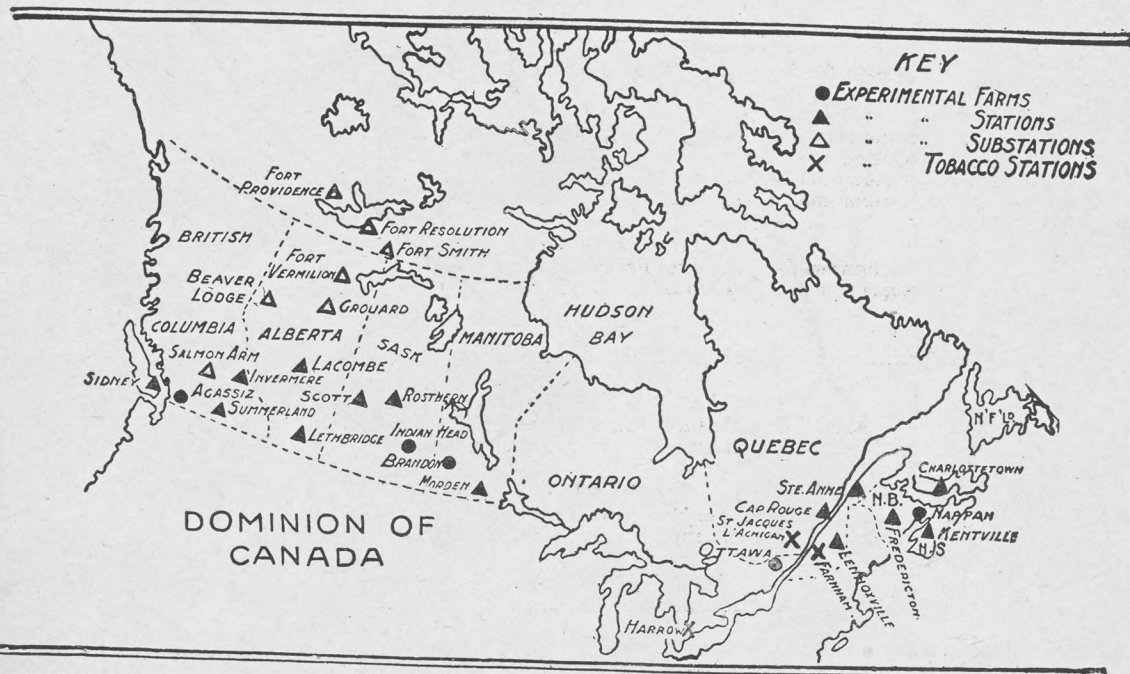 KEY
EXPERIMENTAL FARMS
" " STATIONS
" " SUBSTATIONS
" TOBACCO STATIONS
FORT
PROVIDENCE
FORT RESOLUTION
FORT SMITH
BRITISH
FORT
VERMILION
BEAVER
LODGE
GROUARD
HUDSON
BAY
COLUMBIA
ALBERTA
SASK
MANITOBA
SALMON ARM
LACOMBE
SIDNEY
INVERMERE
AGASSIZ
SCOTT
ROSTHERN
SUMMERLAND
N'F'L'D
LETHBRIDGE
INDIAN HEAD
BRANDON
QUEBEC
MORDEN
ONTARIO
CHARLOTTETOWN
STE. ANNE
N.B.
CAP ROUGE
NAPPAN
ST JACQUES
L'ACHIGAN
KENTVILLE
N.S
OTTAWA
FARNHAM
LENNOXVILLE
FREDERICTON
DOMINION OF
CANADA
HARROW